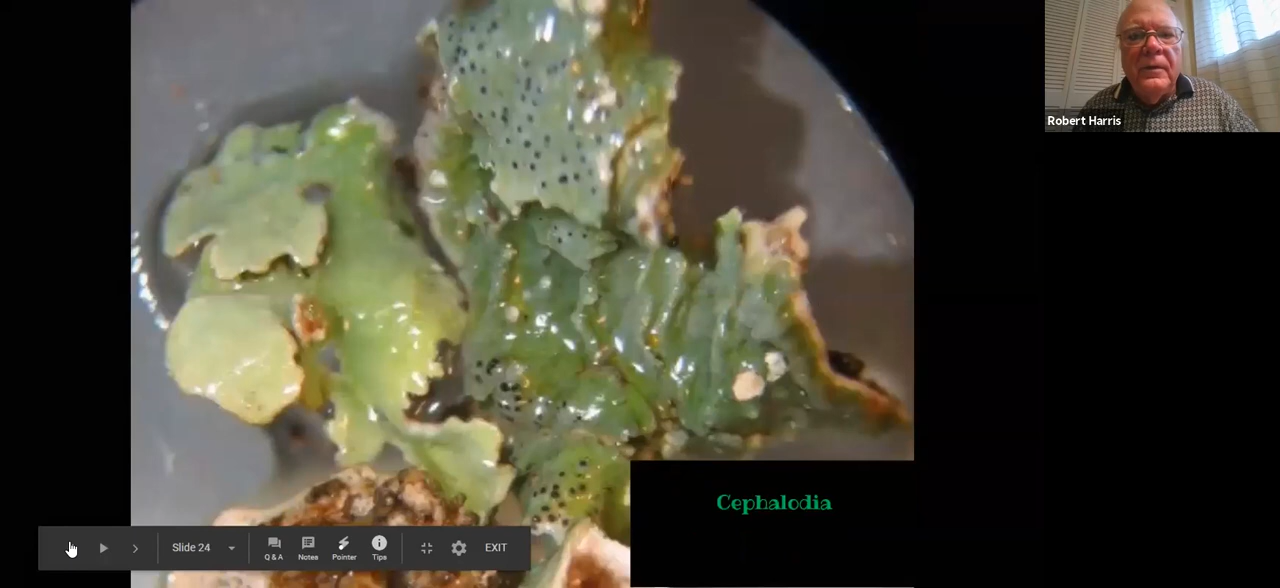 Robert Harris
Cephalodia
Slide 24
Q & A
Notes
Pointer
Tips
EXIT